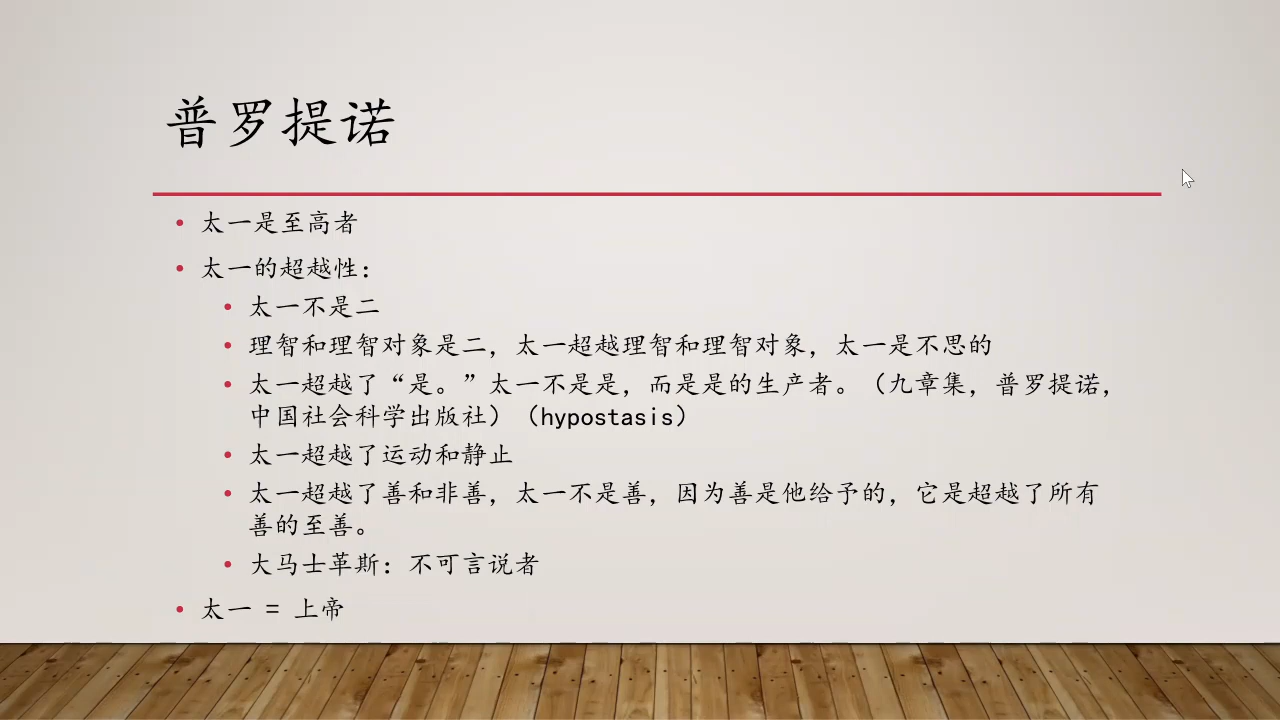 普罗提诺
• 太一是至高者
• 太一的超越性：
• 太一不是二
• 理智和理智对象是二，太一超越理智和理智对象，太一是不思的
• 太一超越了“是。”太一不是是，而是是的生产者。（九章集，普罗提诺，
中国社会科学出版社）（hypostasis）
• 太一超越了运动和静止
• 太一超越了善和非善，太一不是善，因为善是他给予的，它是超越了所有
善的至善。
• 大马士革斯：不可言说者
• 太一 = 上帝